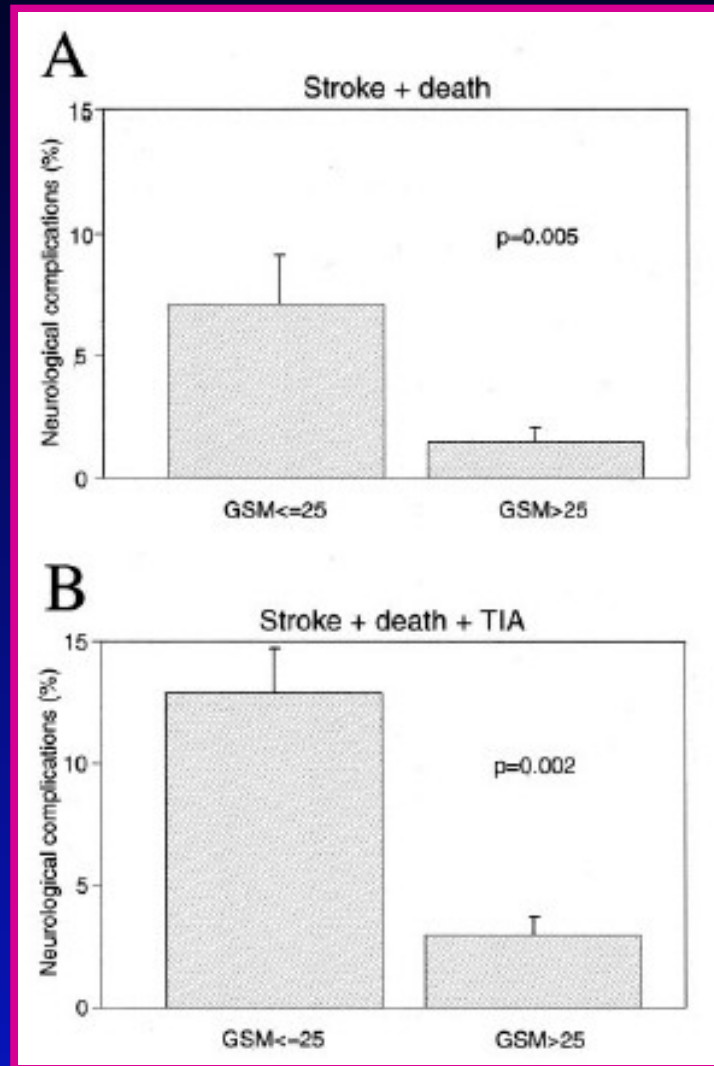 A
Stroke + death
Neurological complications (%)
15
10
5
0
p=0.005
GSM<=25
GSM>25
B
Stroke + death + TIA
Neurological complications (%)
15
10
5
0
p=0.002
GSM<=25
GSM>25